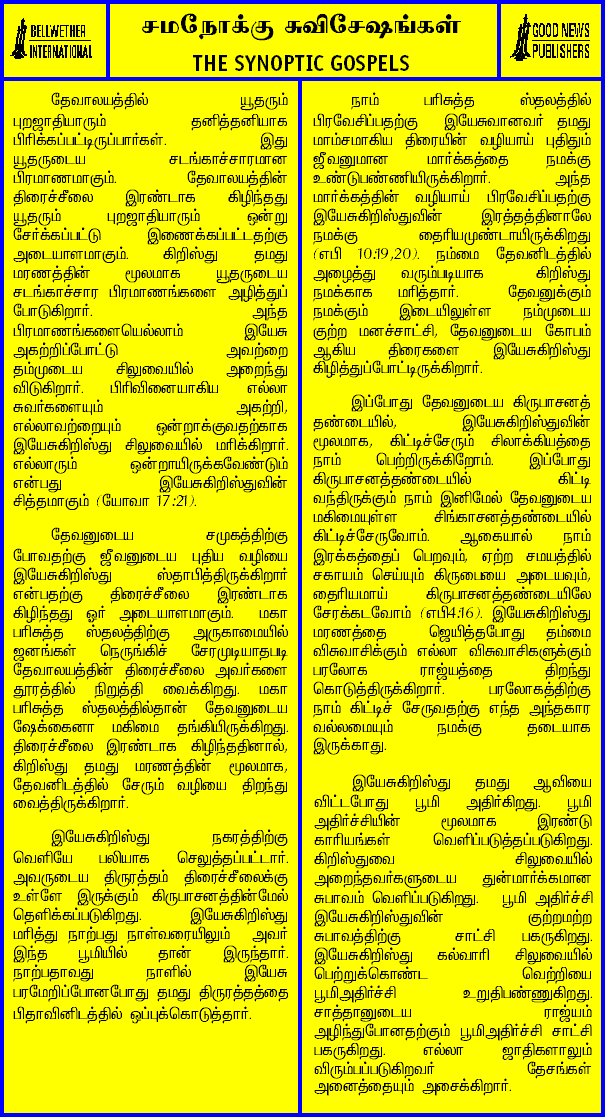 BELLWETHER
INTERNATIONAL
சமநோக்கு சுவிசேஷங்கள்
THE SYNOPTIC GOSPELS
GOOD NEWS
PUBLISHERS
தேவாலயத்தில் யூதரும்
புறஜாதியாரும் தனித்தனியாக
பிரிக்கப்பட்டிருப்பார்கள். இது
யூதருடைய சடங்காச்சாரமான
பிரமாணமாகும். தேவாலயத்தின்
திரைச்சீலை இரண்டாக கிழிந்தது
யூதரும் புறஜாதியாரும் ஒன்று
சேர்க்கப்பட்டு இணைக்கப்பட்டதற்கு
அடையாளமாகும். கிறிஸ்து தமது
மரணத்தின் மூலமாக யூதருடைய
சடங்காச்சார பிரமாணங்களை அழித்துப்
போடுகிறார். அந்த
பிரமாணங்களையெல்லாம் இயேசு
அகற்றிப்போட்டு அவற்றை
தம்முடைய சிலுவையில் அறைந்து
விடுகிறார். பிரிவினையாகிய எல்லா
சுவர்களையும் அகற்றி,
எல்லாவற்றையும் ஒன்றாக்குவதற்காக
இயேசுகிறிஸ்து சிலுவையில் மரிக்கிறார்.
எல்லாரும் ஒன்றாயிருக்கவேண்டும்
என்பது இயேசுகிறிஸ்துவின்
சித்தமாகும் (யோவா 17:21).
தேவனுடைய சமுகத்திற்கு
போவதற்கு ஜீவனுடைய புதிய வழியை
இயேசுகிறிஸ்து ஸ்தாபித்திருக்கிறார்
என்பதற்கு திரைச்சீலை இரண்டாக
கிழிந்தது ஓர் அடையாளமாகும். மகா
பரிசுத்த ஸ்தலத்திற்கு அருகாமையில்
ஜனங்கள் நெருங்கிச் சேரமுடியாதபடி
தேவாலயத்தின் திரைச்சீலை அவர்களை
தூரத்தில் நிறுத்தி வைக்கிறது. மகா
பரிசுத்த ஸ்தலத்தில்தான் தேவனுடைய
ஷேக்கைனா மகிமை தங்கியிருக்கிறது.
திரைச்சீலை இரண்டாக கிழிந்ததினால்,
கிறிஸ்து தமது மரணத்தின் மூலமாக,
தேவனிடத்தில் சேரும் வழியை திறந்து
வைத்திருக்கிறார்.
இயேசுகிறிஸ்து நகரத்திற்கு
வெளியே பலியாக செலுத்தப்பட்டார்.
அவருடைய திருரத்தம் திரைச்சீலைக்கு
உள்ளே இருக்கும் கிருபாசனத்தின்மேல்
தெளிக்கப்படுகிறது. இயேசுகிறிஸ்து
மரித்து நாற்பது நாள்வரையிலும் அவர்
இந்த பூமியில் தான் இருந்தார்.
நாற்பதாவது நாளில் இயேசு
பரமேறிப்போனபோது தமது திருரத்தத்தை
பிதாவினிடத்தில் ஒப்புக்கொடுத்தார்.
நாம் பரிசுத்த ஸ்தலத்தில்
பிரவேசிப்பதற்கு இயேசுவானவர் தமது
மாம்சமாகிய திரையின் வழியாய் புதிதும்
ஜீவனுமான மார்க்கத்தை நமக்கு
உண்டுபண்ணியிருக்கிறார். அந்த
மார்க்கத்தின் வழியாய் பிரவேசிப்பதற்கு
இயேசுகிறிஸ்துவின் இரத்தத்தினாலே
நமக்கு தைரியமுண்டாயிருக்கிறது
(எபி 10:19,20). நம்மை தேவனிடத்தில்
அழைத்து வரும்படியாக கிறிஸ்து
நமக்காக மரித்தார். தேவனுக்கும்
நமக்கும் இடையிலுள்ள நம்முடைய
குற்ற மனச்சாட்சி, தேவனுடைய கோபம்
ஆகிய திரைகளை இயேசுகிறிஸ்து
கிழித்துப்போட்டிருக்கிறார்.
இப்போது தேவனுடைய கிருபாசனத்
தண்டையில், இயேசுகிறிஸ்துவின்
மூலமாக, கிட்டிச்சேரும் சிலாக்கியத்தை
நாம் பெற்றிருக்கிறோம். இப்போது
கிருபாசனத்தண்டையில் கிட்டி
வந்திருக்கும் நாம் இனிமேல் தேவனுடைய
மகிமையுள்ள சிங்காசனத்தண்டையில்
கிட்டிச்சேருவோம். ஆகையால் நாம்
இரக்கத்தைப் பெறவும், ஏற்ற சமயத்தில்
சகாயம் செய்யும் கிருபையை அடையவும்,
தைரியமாய் கிருபாசனத்தண்டையிலே
சேரக்கடவோம் (எபி4:16). இயேசுகிறிஸ்து
மரணத்தை ஜெயித்தபோது தம்மை
விசுவாசிக்கும் எல்லா விசுவாசிகளுக்கும்
பரலோக ராஜ்யத்தை திறந்து
கொடுத்திருக்கிறார். பரலோகத்திற்கு
நாம் கிட்டிச் சேருவதற்கு எந்த அந்தகார
வல்லமையும் நமக்கு தடையாக
இருக்காது.
இயேசுகிறிஸ்து தமது ஆவியை
விட்டபோது பூமி அதிர்கிறது. பூமி
அதிர்ச்சியின் மூலமாக இரண்டு
காரியங்கள் வெளிப்படுத்தப்படுகிறது.
கிறிஸ்துவை சிலுவையில்
அறைந்தவர்களுடைய துன்மார்க்கமான
சுபாவம் வெளிப்படுகிறது. பூமி அதிர்ச்சி
இயேசுகிறிஸ்துவின் குற்றமற்ற
சுபாவத்திற்கு சாட்சி பகருகிறது.
இயேசுகிறிஸ்து கல்வாரி சிலுவையில்
பெற்றுக்கொண்ட வெற்றியை
பூமிஅதிர்ச்சி உறுதிபண்ணுகிறது.
சாத்தானுடைய ராஜ்யம்
அழிந்துபோனதற்கும் பூமிஅதிர்ச்சி சாட்சி
பகருகிறது. எல்லா ஜாதிகளாலும்
விரும்பப்படுகிறவர் தேசங்கள்
அனைத்தையும் அசைக்கிறார்.